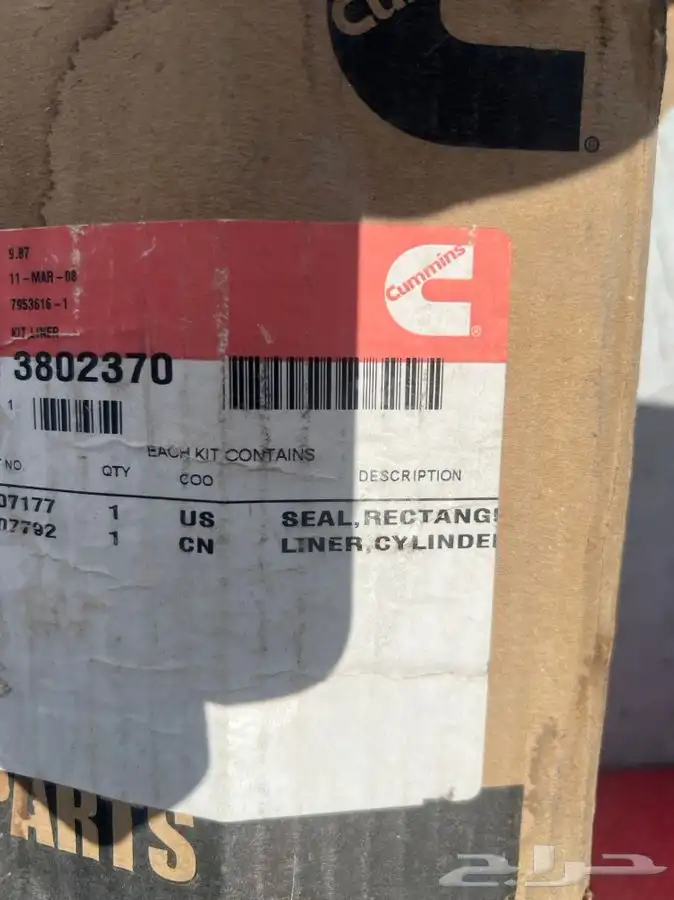 Cummins
®
9.87
11-MAR-08
7953616-1
KIT LINER
Cummins
®
3802370
1
EACH KIT CONTAINS
NO. QTY COO DESCRIPTION
07177 1 US SEAL,RECTANG
07792 1 CN LINER,CYLINDE
PARTS
حراج